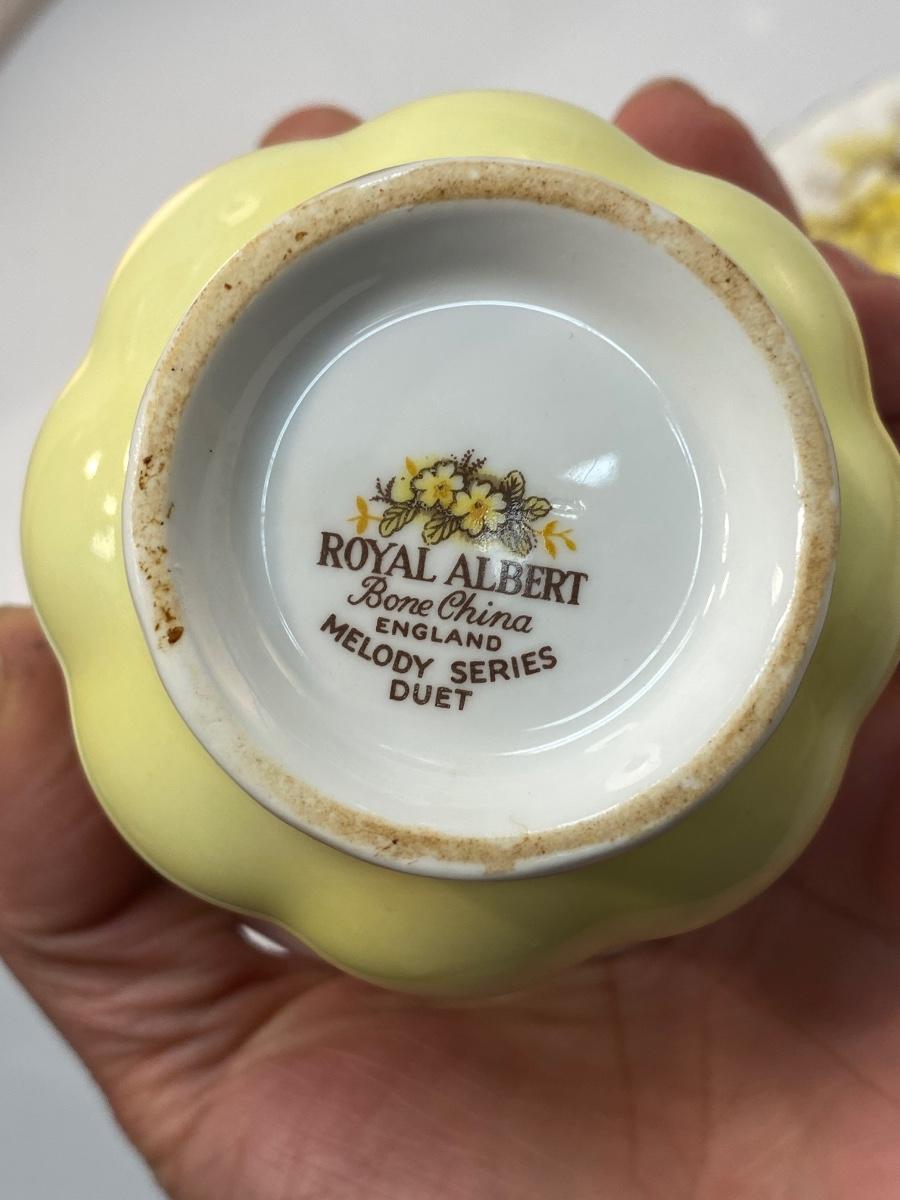 ROYAL ALBERT
Bone China
ENGLAND
MELODY SERIES
DUET